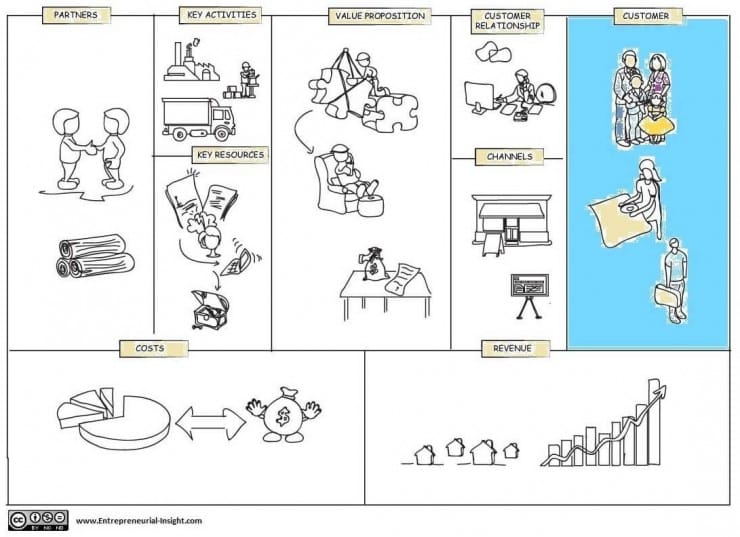 PARTNERS
KEY ACTIVITIES
VALUE PROPOSITION
CUSTOMER
RELATIONSHIP
CUSTOMER
KEY RESOURCES
CHANNELS
$
COSTS
REVENUE
$
cc
BY NC ND
www.Entrepreneurial-Insight.com